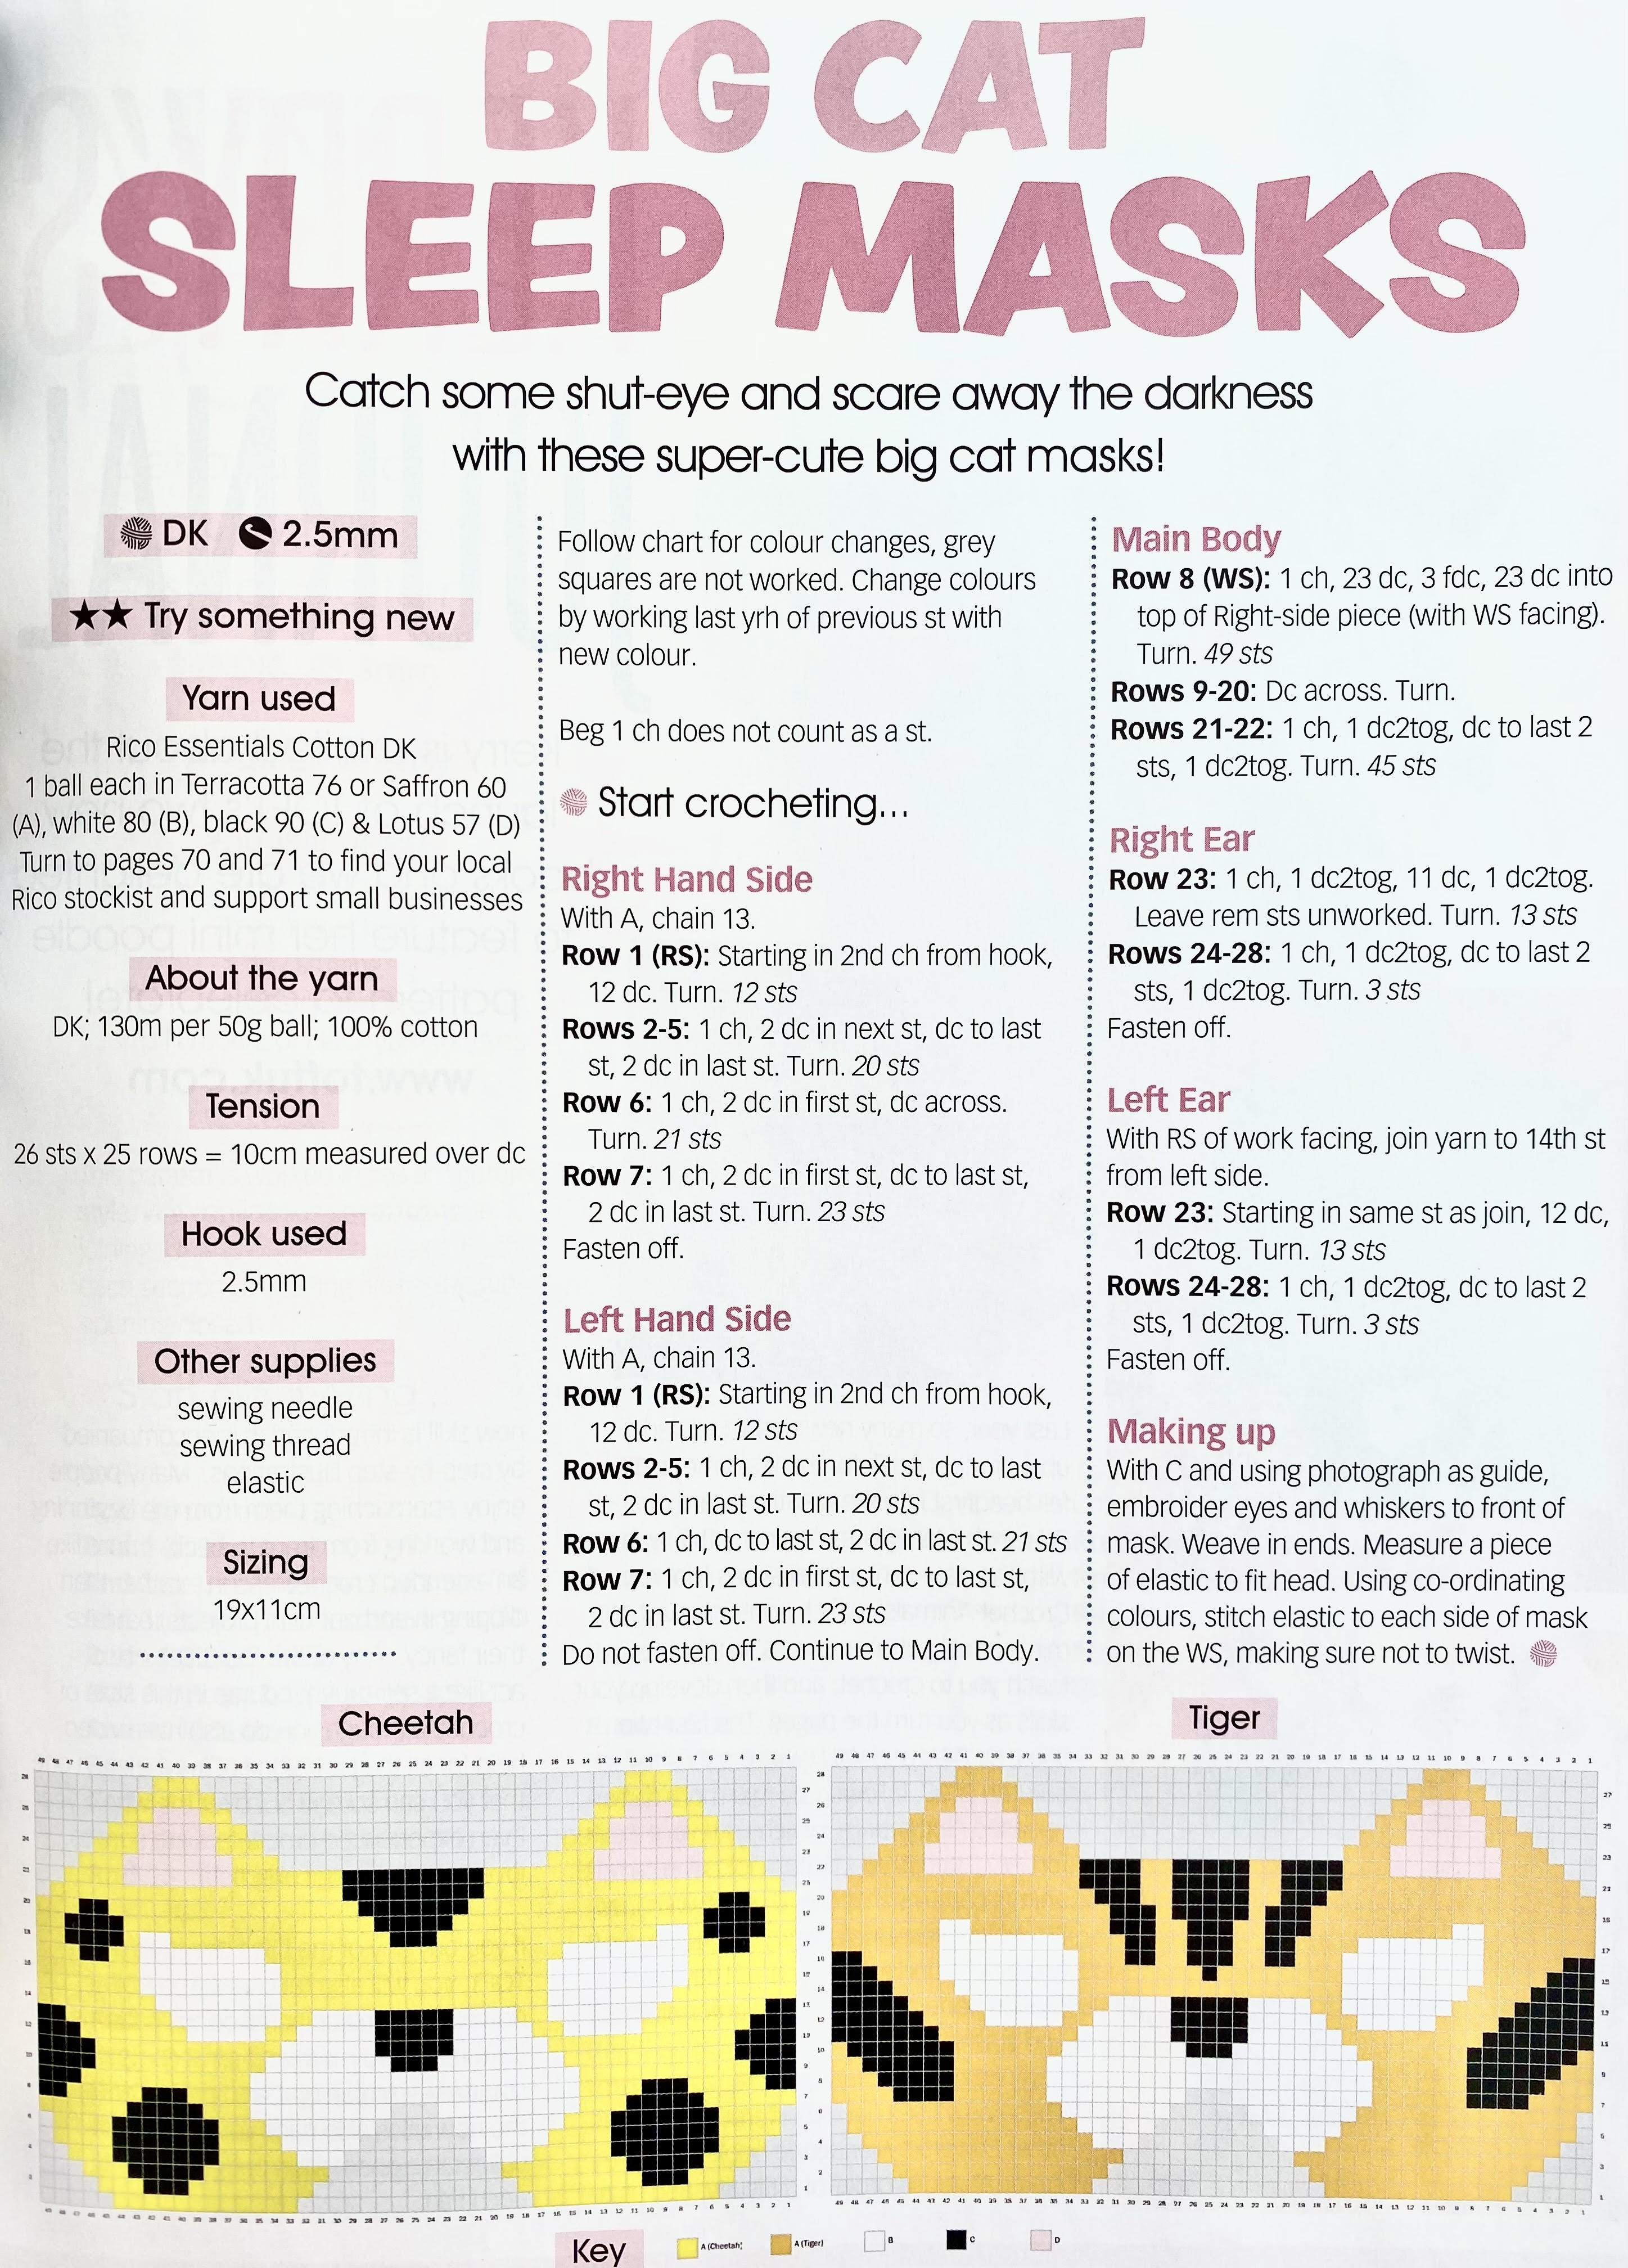 BIG CAT
SLEEP MASKS
Catch some shut-eye and scare away the darkness
with these super-cute big cat masks!
DK 2.5mm
★★ Try something new
Yarn used
Rico Essentials Cotton DK
1 ball each in Terracotta 76 or Saffron 60
(A), white 80 (B), black 90 (C) & Lotus 57 (D)
Turn to pages 70 and 71 to find your local
Rico stockist and support small businesses
About the yarn
DK; 130m per 50g ball; 100% cotton
Tension
26 sts x 25 rows = 10cm measured over dc
Hook used
2.5mm
Other supplies
sewing needle
sewing thread
elastic
Sizing
19x11cm
Follow chart for colour changes, grey
squares are not worked. Change colours
by working last yrh of previous st with
new colour.
Beg 1 ch does not count as a st.
Start crocheting...
Right Hand Side
With A, chain 13.
Row 1 (RS): Starting in 2nd ch from hook,
12 dc. Turn. 12 sts
Rows 2-5: 1 ch, 2 dc in next st, dc to last
st, 2 dc in last st. Turn. 20 sts
Row 6: 1 ch, 2 dc in first st, dc across.
Turn. 21 sts
Row 7: 1 ch, 2 dc in first st, dc to last st,
2 dc in last st. Turn. 23 sts
Fasten off.
Left Hand Side
With A, chain 13.
Row 1 (RS): Starting in 2nd ch from hook,
12 dc. Turn. 12 sts
Rows 2-5: 1 ch, 2 dc in next st, dc to last
st, 2 dc in last st. Turn. 20 sts
Row 6: 1 ch, dc to last st, 2 dc in last st. 21 sts
Row 7: 1 ch, 2 dc in first st, dc to last st,
2 dc in last st. Turn. 23 sts
Do not fasten off. Continue to Main Body.
Main Body
Row 8 (WS): 1 ch, 23 dc, 3 fdc, 23 dc into
top of Right-side piece (with WS facing).
Turn. 49 sts
Rows 9-20: Dc across. Turn.
Rows 21-22: 1 ch, 1 dc2tog, dc to last 2
sts, 1 dc2tog. Turn. 45 sts
Right Ear
Row 23: 1 ch, 1 dc2tog, 11 dc, 1 dc2tog.
Leave rem sts unworked. Turn. 13 sts
Rows 24-28: 1 ch, 1 dc2tog, dc to last 2
sts, 1 dc2tog. Turn. 3 sts
Fasten off.
Left Ear
With RS of work facing, join yarn to 14th st
from left side.
Row 23: Starting in same st as join, 12 dc,
1 dc2tog. Turn. 13 sts
Rows 24-28: 1 ch, 1 dc2tog, dc to last 2
sts, 1 dc2tog. Turn. 3 sts
Fasten off.
Making up
With C and using photograph as guide,
embroider eyes and whiskers to front of
mask. Weave in ends. Measure a piece
of elastic to fit head. Using co-ordinating
colours, stitch elastic to each side of mask
on the WS, making sure not to twist.
Cheetah
Tiger
Key
A (Cheetah)
A (Tiger)
B
C
D